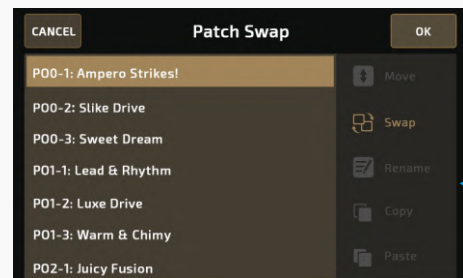 CANCEL
Patch Swap
OK
P00-1: Ampero Strikes!
P00-2: Slike Drive
P00-3: Sweet Dream
P01-1: Lead & Rhythm
P01-2: Luxe Drive
P01-3: Warm & Chimy
P02-1: Juicy Fusion
Move
Swap
Rename
Copy
Paste